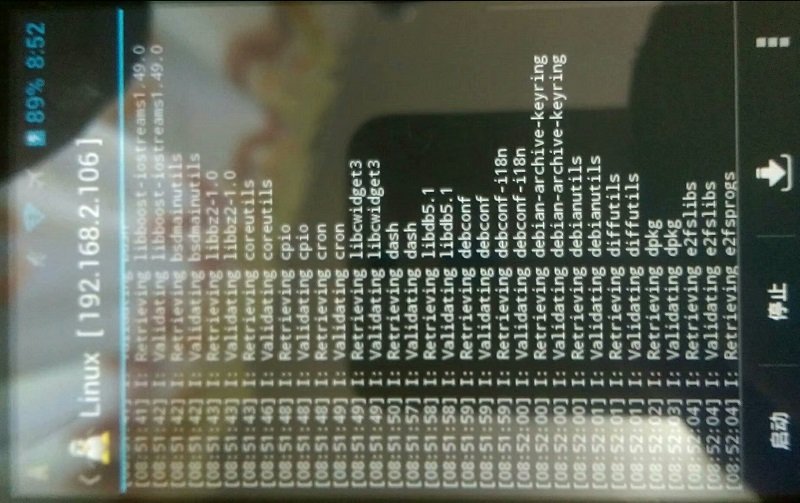 89% 8:52
Linux [192.168.2.106]
[08:51:41] I: Retrieving libboost-iostreams1.49.0
[08:51:42] I: Validating libboost-iostreams1.49.0
[08:51:42] I: Retrieving bsdmainutils
[08:51:42] I: Validating bsdmainutils
[08:51:43] I: Retrieving libbz2-1.0
[08:51:43] I: Validating libbz2-1.0
[08:51:43] I: Retrieving coreutils
[08:51:46] I: Validating coreutils
[08:51:48] I: Retrieving cpio
[08:51:48] I: Validating cpio
[08:51:48] I: Retrieving cron
[08:51:49] I: Validating cron
[08:51:49] I: Retrieving libcwidget3
[08:51:49] I: Validating libcwidget3
[08:51:50] I: Retrieving dash
[08:51:57] I: Validating dash
[08:51:58] I: Retrieving libdb5.1
[08:51:58] I: Validating libdb5.1
[08:51:59] I: Retrieving debconf
[08:51:59] I: Validating debconf
[08:51:59] I: Retrieving debconf-i18n
[08:52:00] I: Validating debconf-i18n
[08:52:00] I: Retrieving debian-archive-keyring
[08:52:00] I: Validating debian-archive-keyring
[08:52:00] I: Retrieving debianutils
[08:52:01] I: Validating debianutils
[08:52:01] I: Retrieving diffutils
[08:52:01] I: Validating diffutils
[08:52:02] I: Retrieving dpkg
I: Validating dpkg
[08:52:04] I: Retrieving e2fslibs
[08:52:04] I: Validating e2fslibs
[08:52:04] I: Retrieving e2fsprogs
启动
停止